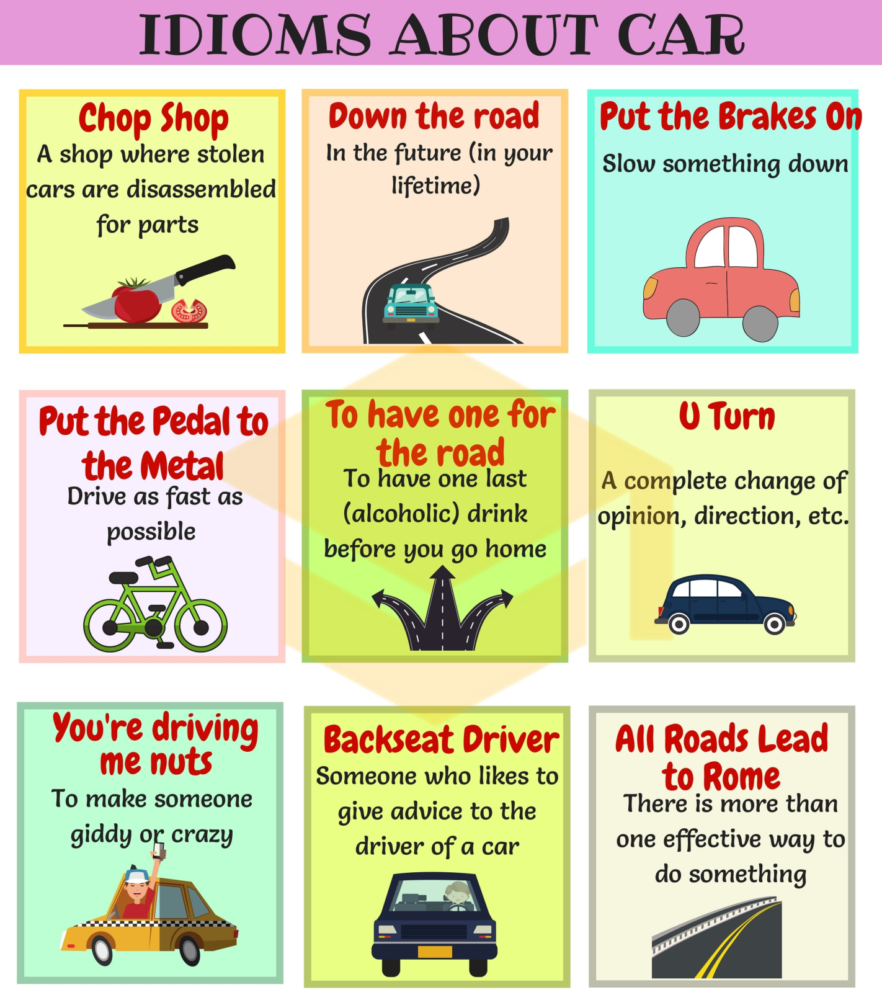 IDIOMS ABOUT CAR
Chop Shop
A shop where stolen
cars are disassembled
for parts
Down the road
In the future (in your
lifetime)
Put the Brakes On
Slow something down
Put the Pedal to
the Metal
Drive as fast as
possible
To have one for
the road
To have one last
(alcoholic) drink
before you go home
U Turn
A complete change of
opinion, direction, etc.
You're driving
me nuts
To make someone
giddy or crazy
Backseat Driver
Someone who likes to
give advice to the
driver of a car
All Roads Lead
to Rome
There is more than
one effective way to
do something